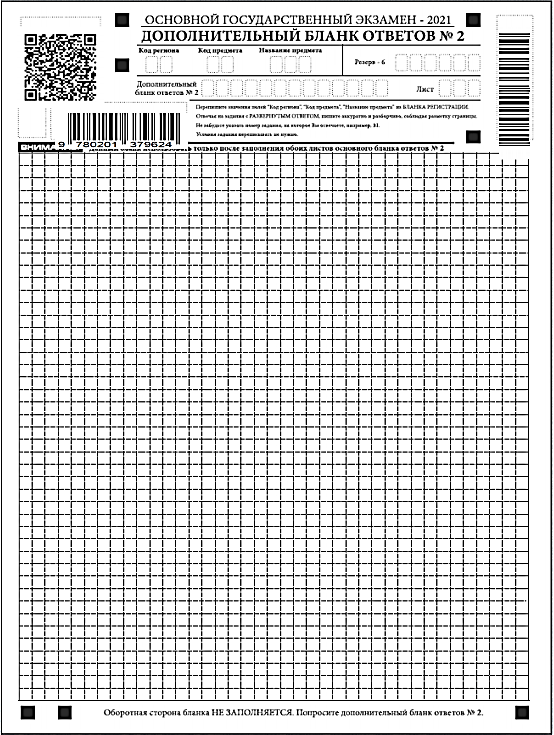 ОСНОВНОЙ ГОСУДАРСТВЕННЫЙ ЭКЗАМЕН - 2021
ДОПОЛНИТЕЛЬНЫЙ БЛАНК ОТВЕТОВ № 2
Код региона Код предмета Название предмета
Резерв - 6
Дополнительный
бланк ответов № 2
Лист
Перепишите значения полей "Код региона", "Код предмета", "Название предмета" из БЛАНКА РЕГИСТРАЦИИ.
Отвечая на задания с РАЗВЕРНУТЫМ ОТВЕТОМ, пишите аккуратно и разборчиво, соблюдая разметку страницы.
Не забудьте указать номер задания, на которое Вы отвечаете, например, 31.
Условия задания переписывать не нужно.
9 780201 379624
только после заполнения обоих листов основного бланка ответов № 2
Оборотная сторона бланка НЕ ЗАПОЛНЯЕТСЯ. Попросите дополнительный бланк ответов № 2.